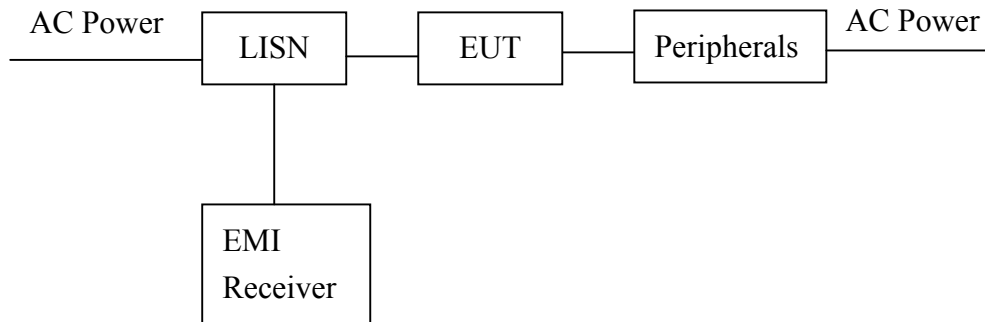 AC Power
LISN
EUT
Peripherals
AC Power
EMI
Receiver